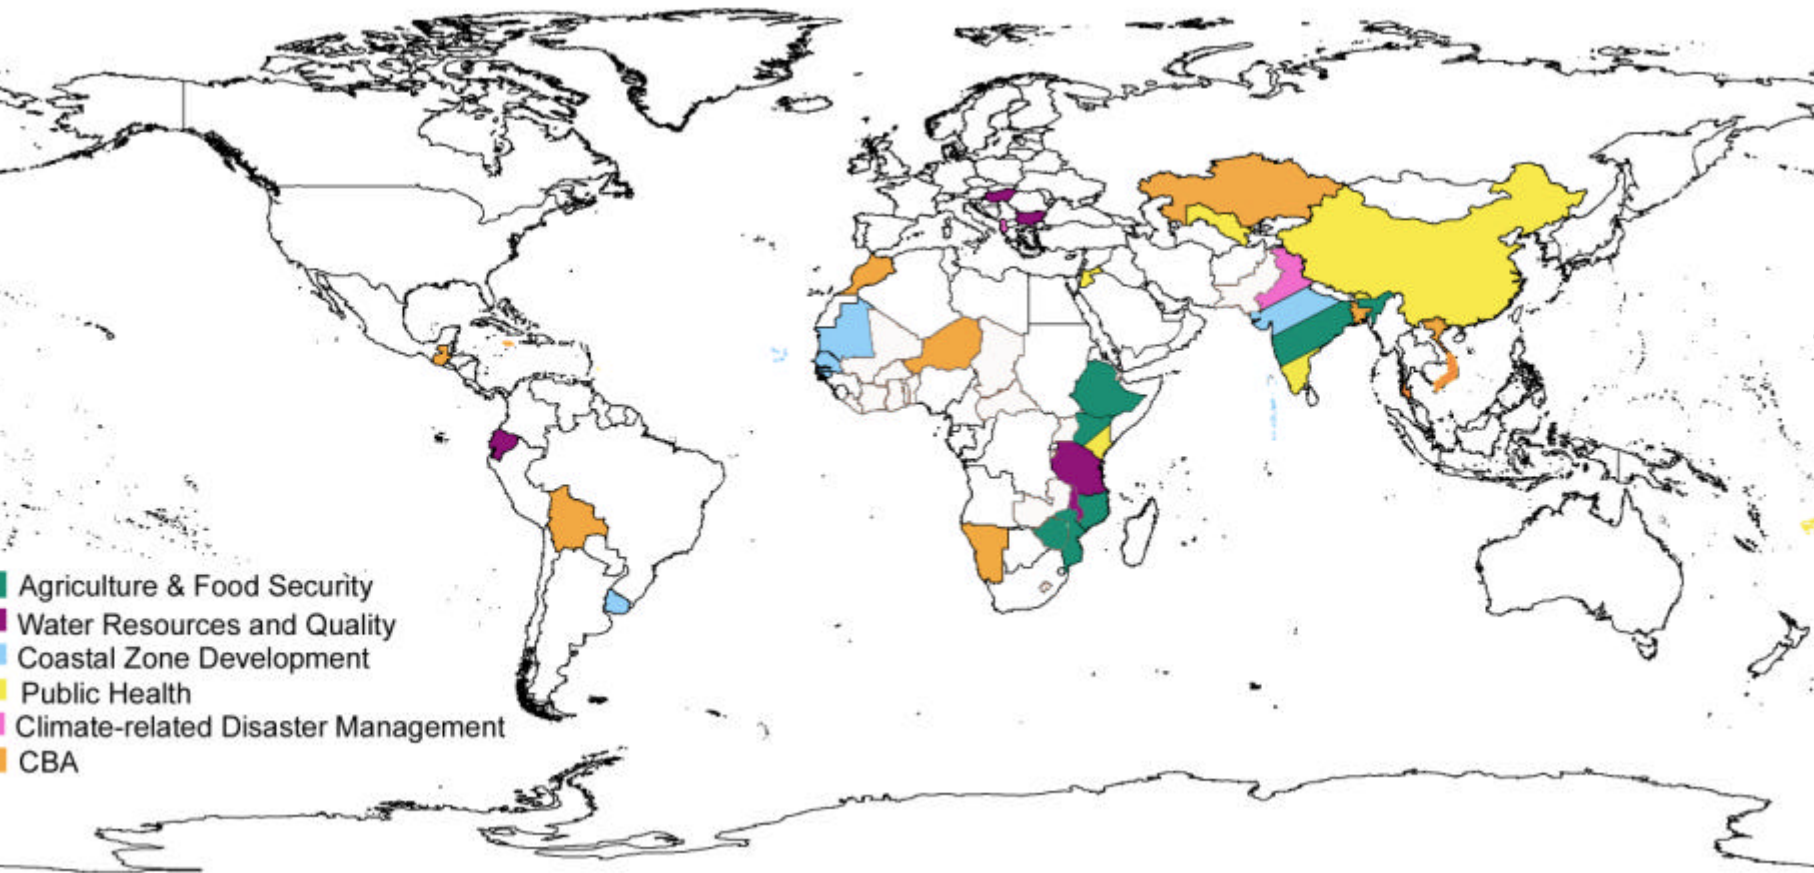 Agriculture & Food Security
Water Resources and Quality
Coastal Zone Development
Public Health
Climate-related Disaster Management
CBA